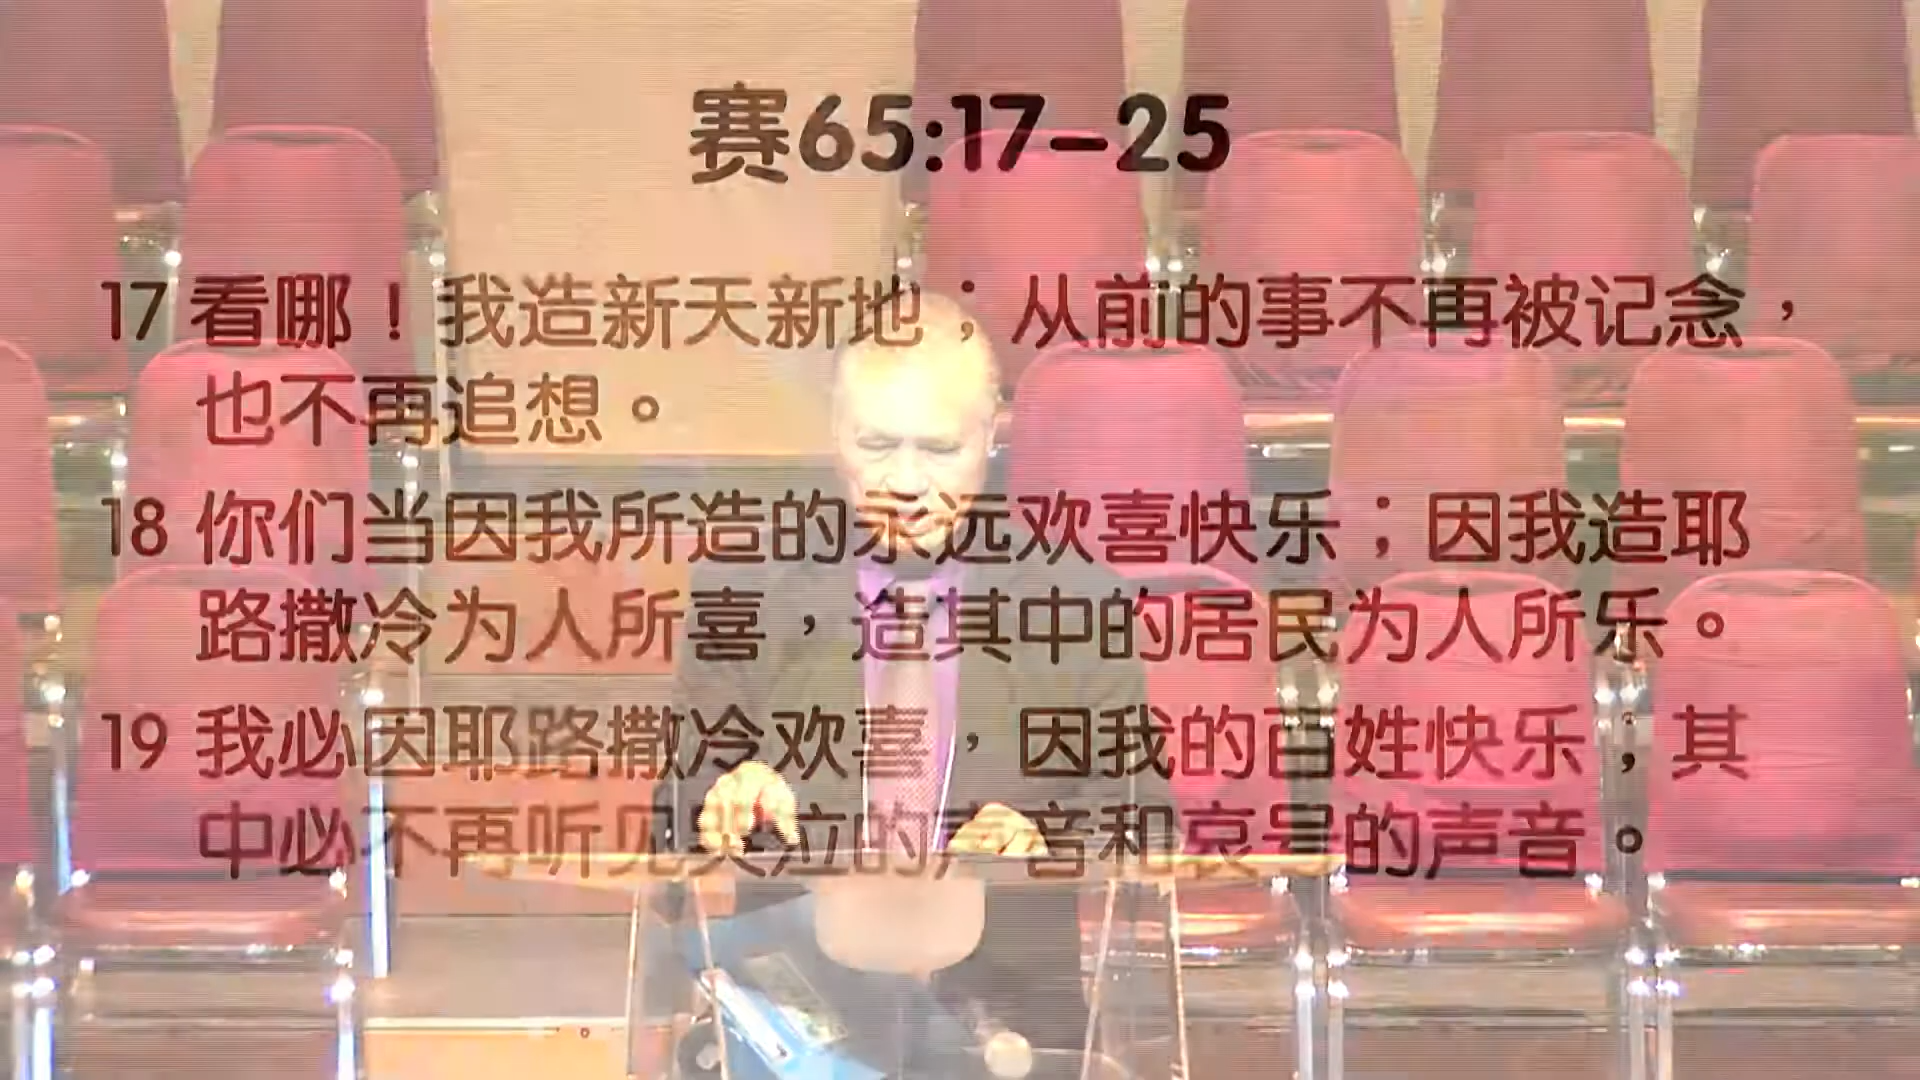 赛65:17-25
17 看哪！我造新天新地；从前的事不再被记念，
也不再追想。
18 你们当因我所造的永远欢喜快乐；因我造耶
路撒冷为人所喜，造其中的居民为人所乐。
19 我必因耶路撒冷欢喜，因我的百姓快乐；其
中必不再听见哭泣的声音和哀号的声音。